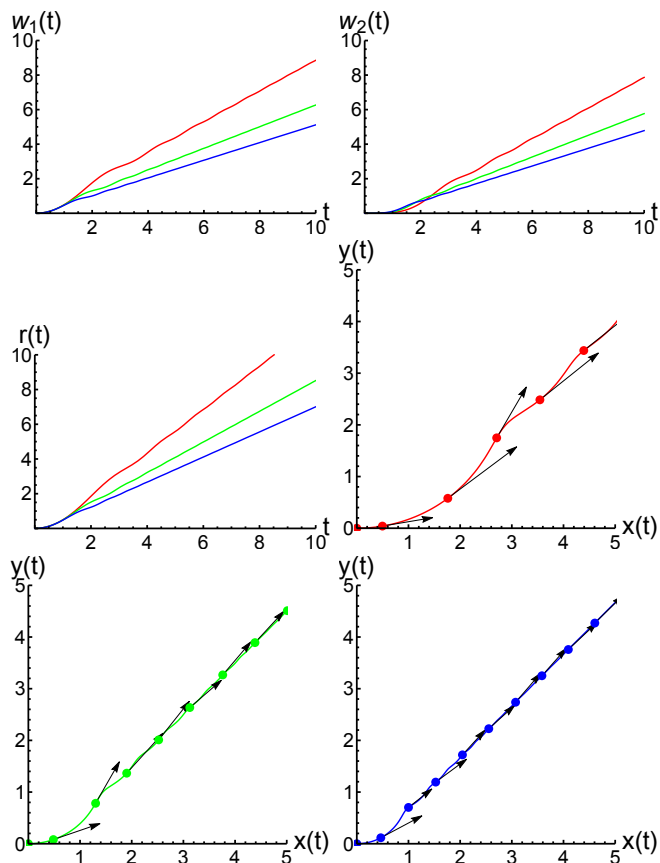 w₁(t) w₂(t)
10 10
8 8
6 6
4 4
2 2
2 4 6 8 10 t 2 4 6 8 10 t
y(t)
5
r(t) 4
10
8 3
6 2
4
2 1
2 4 6 8 10 t 0 1 2 3 4 5 x(t)
0
y(t) y(t)
5 5
4 4
3 3
2 2
1 1
0 0
0 1 2 3 4 5 x(t) 0 1 2 3 4 5 x(t)